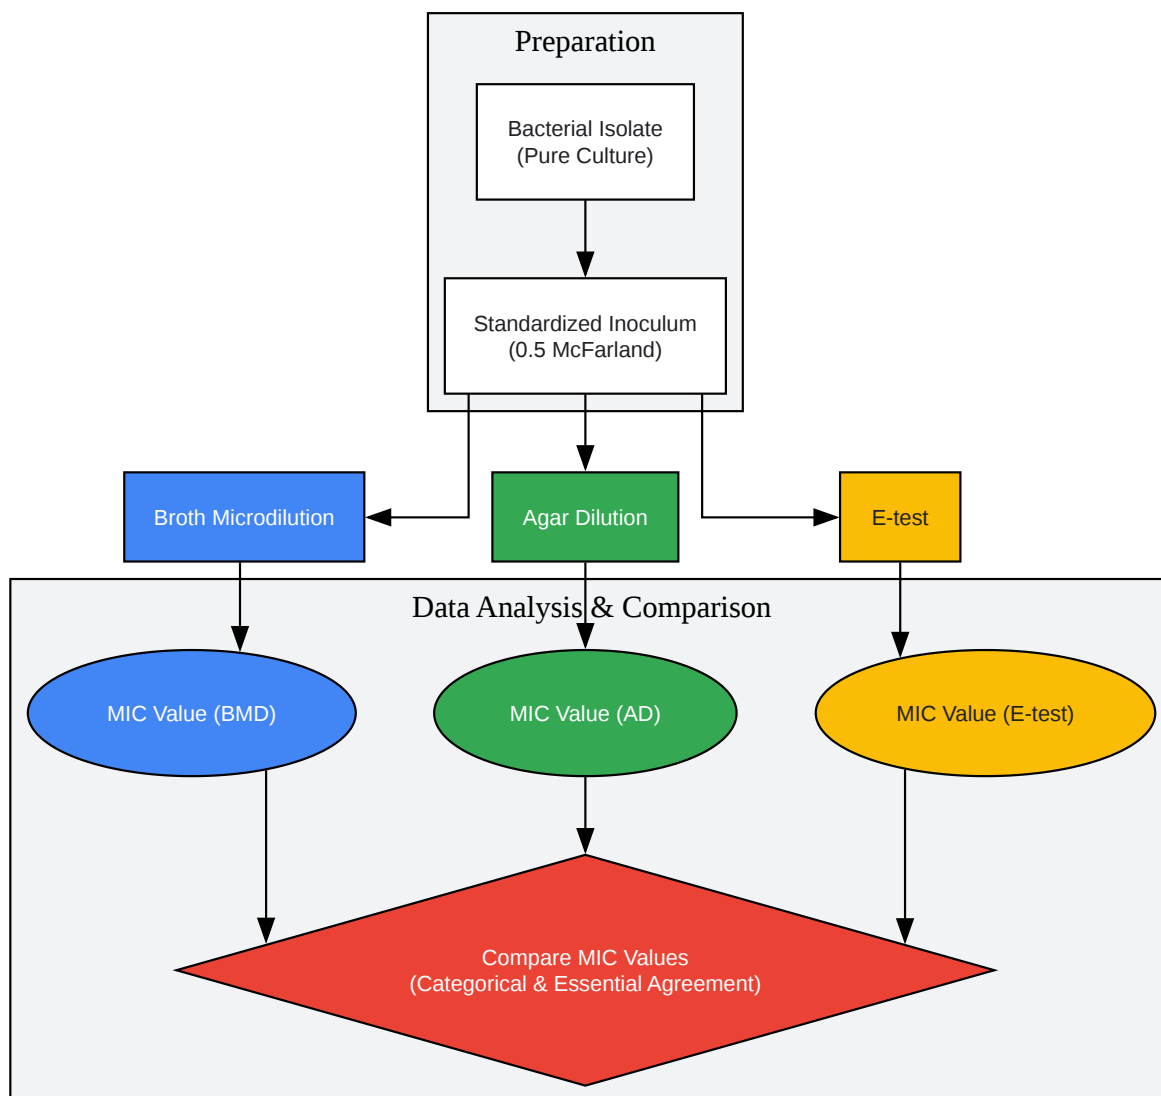 Preparation
Bacterial Isolate
(Pure Culture)
Standardized Inoculum
(0.5 McFarland)
Broth Microdilution
Agar Dilution
E-test
Data Analysis & Comparison
MIC Value (BMD)
MIC Value (AD)
MIC Value (E-test)
Compare MIC Values
(Categorical & Essential Agreement)